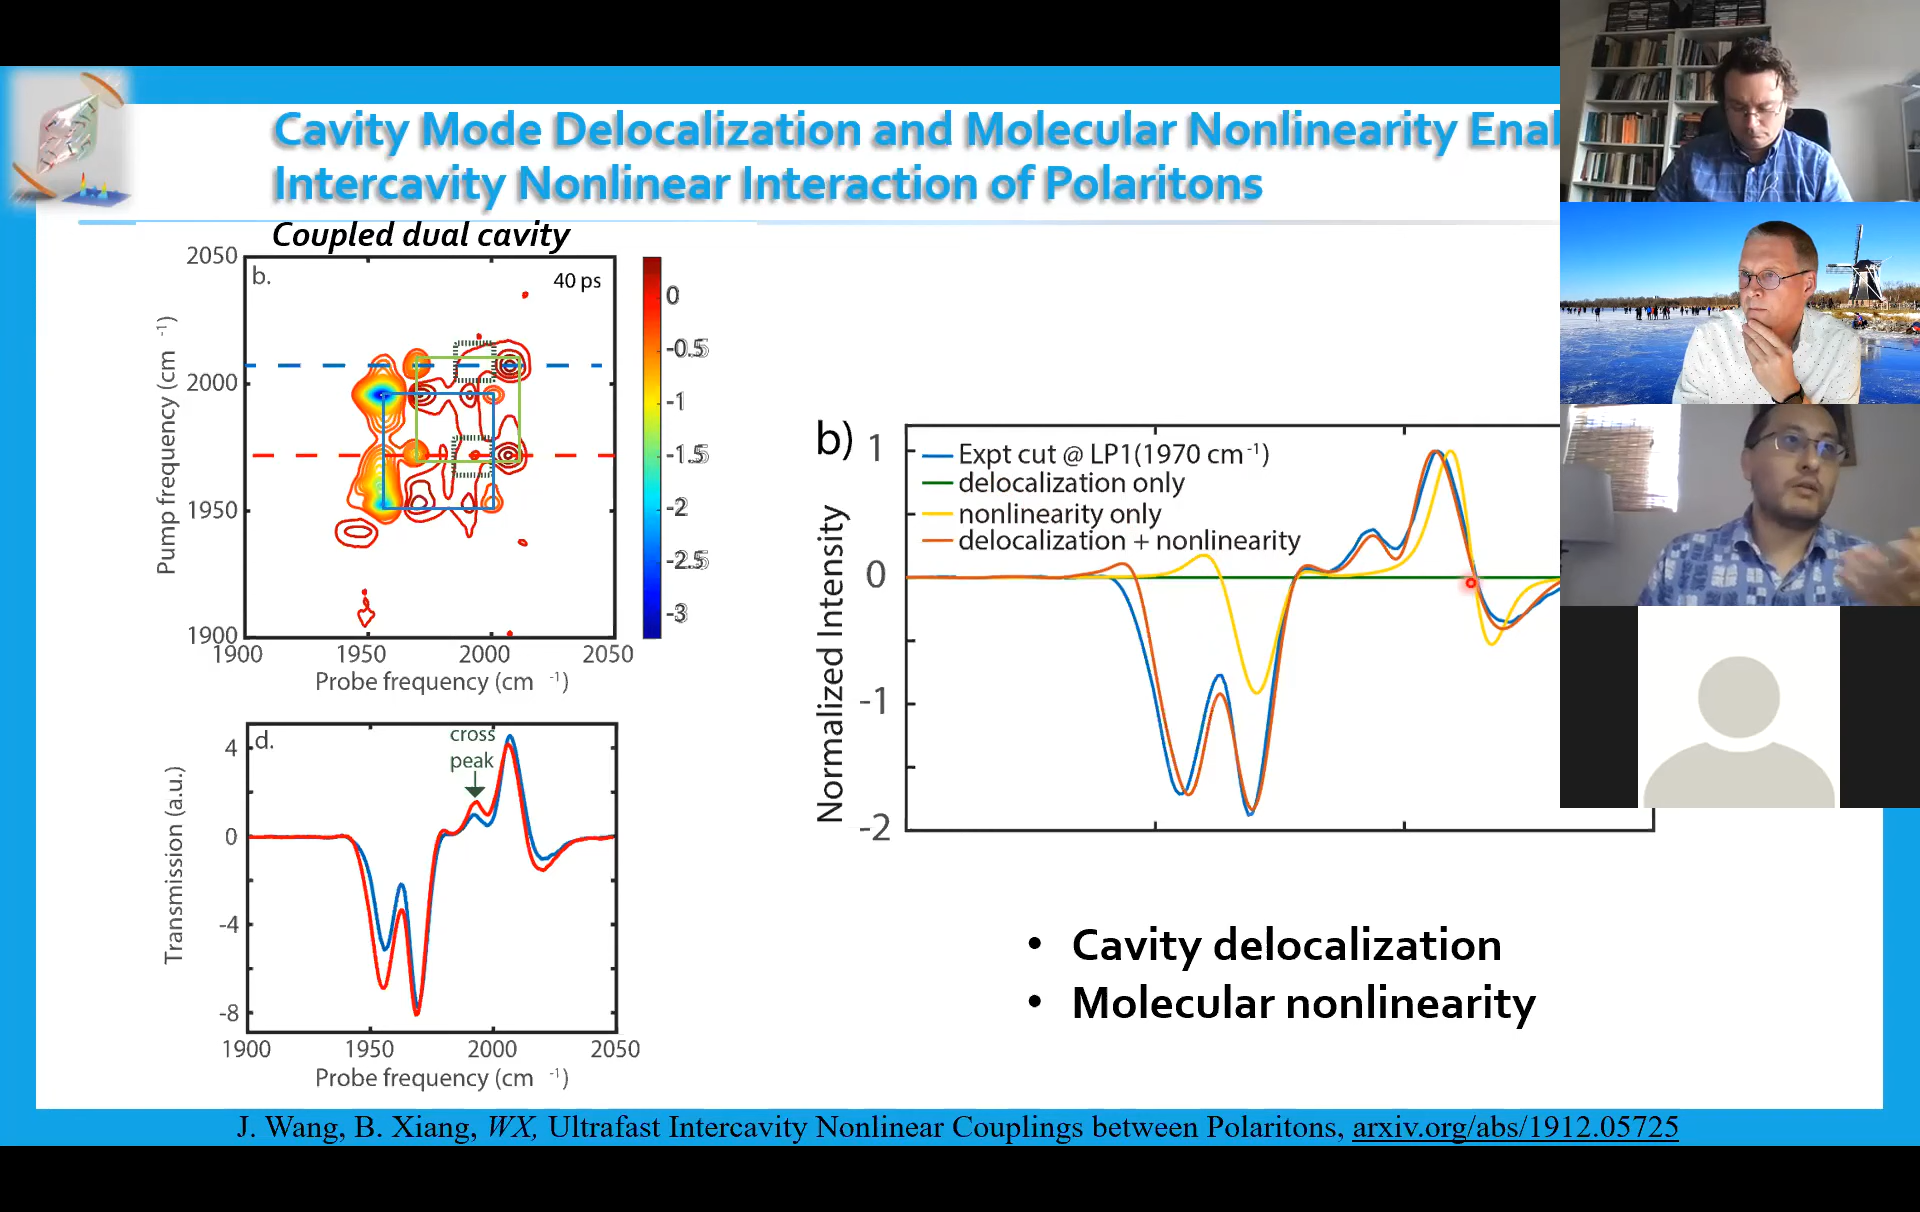 Cavity Mode Delocalization and Molecular Nonlinearity Enal
Intercavity Nonlinear Interaction of Polaritons
Coupled dual cavity
b.
40 ps
2050
2000
1950
1900
Pump frequency (cm -1)
1900 1950 2000 2050
Probe frequency (cm -1)
0
-0.5
-1
-1.5
-2
-2.5
-3
d.
cross
peak
4
0
-4
-8
Transmission (a.u.)
1900 1950 2000 2050
Probe frequency (cm -1)
b)
1
0
-1
-2
Normalized Intensity
Expt cut @ LP1(1970 cm-1)
delocalization only
nonlinearity only
delocalization + nonlinearity
• Cavity delocalization
• Molecular nonlinearity
J. Wang, B. Xiang, WX, Ultrafast Intercavity Nonlinear Couplings between Polaritons, arxiv.org/abs/1912.05725